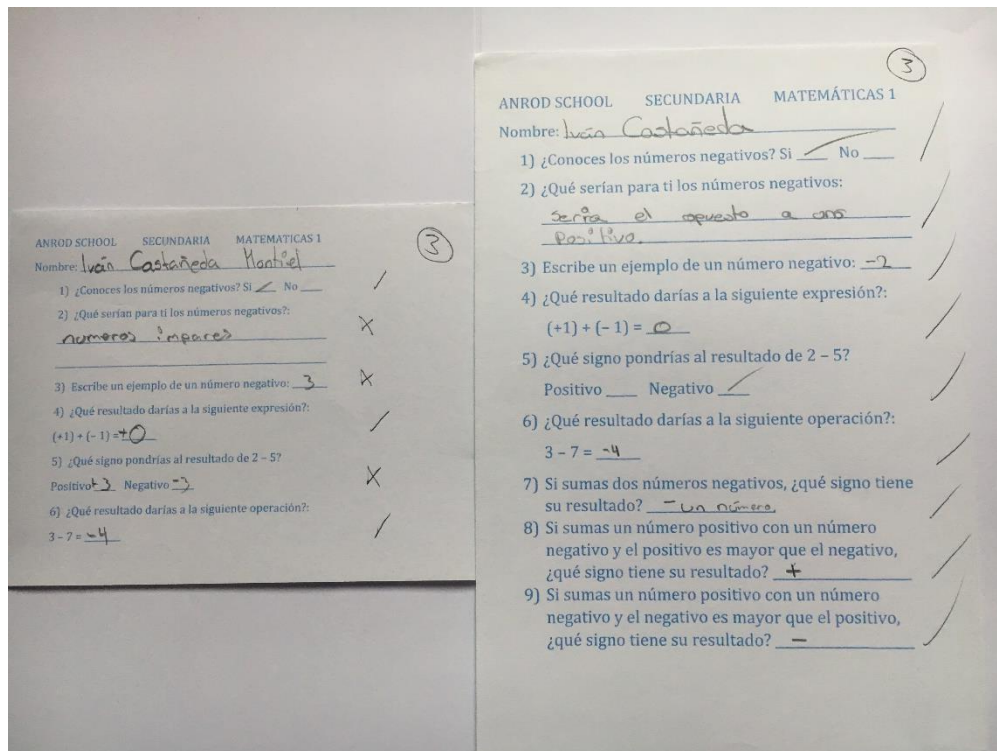 ANROD SCHOOL SECUNDARIA MATEMATICAS 1
3
Nombre: Iván Castañeda Montiel
1) ¿Conoces los números negativos? Si ✓ No ___
2) ¿Qué serían para ti los números negativos?:
numeros impares
3) Escribe un ejemplo de un número negativo: 3
4) ¿Qué resultado darías a la siguiente expresión?:
(+1) + (- 1) = +0
5) ¿Qué signo pondrías al resultado de 2 – 5?
Positivo +3 Negativo -3
6) ¿Qué resultado darías a la siguiente operación?:
3 – 7 = -4
3
ANROD SCHOOL SECUNDARIA MATEMÁTICAS 1
Nombre: Iván Castañeda
1) ¿Conoces los números negativos? Si ✓ No ___
2) ¿Qué serían para ti los números negativos:
sería el opuesto a uno
positivo.
3) Escribe un ejemplo de un número negativo: -2
4) ¿Qué resultado darías a la siguiente expresión?:
(+1) + (– 1) = 0
5) ¿Qué signo pondrías al resultado de 2 – 5?
Positivo ___ Negativo ✓
6) ¿Qué resultado darías a la siguiente operación?:
3 – 7 = -4
7) Si sumas dos números negativos, ¿qué signo tiene
su resultado? - un número.
8) Si sumas un número positivo con un número
negativo y el positivo es mayor que el negativo,
¿qué signo tiene su resultado? +
9) Si sumas un número positivo con un número
negativo y el negativo es mayor que el positivo,
¿qué signo tiene su resultado? –